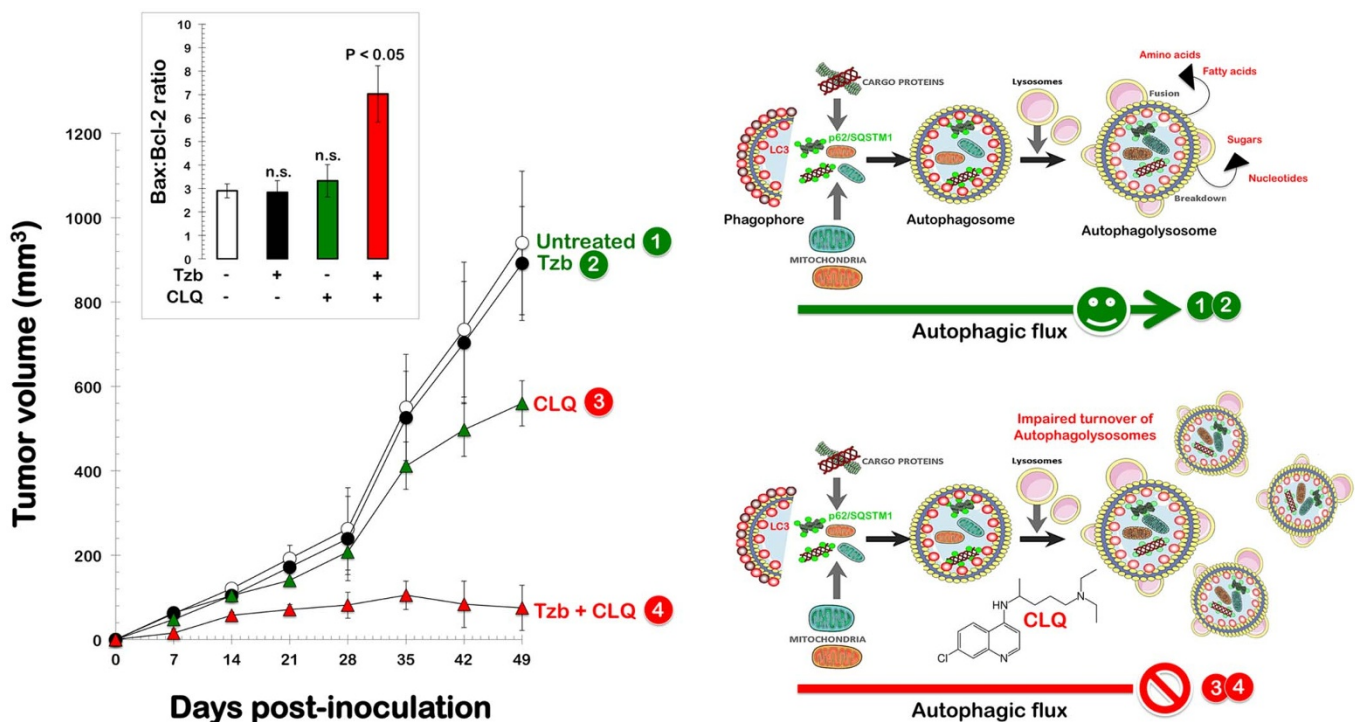 10
9
8
7
6
5
4
3
2
1
0
Bax:Bcl-2 ratio
n.s.
n.s.
P < 0.05
Tzb - + - +
CLQ - - + +
1200
1000
800
600
400
200
0
Tumor volume (mm3)
Untreated 1
Tzb 2
CLQ 3
Tzb + CLQ 4
0 7 14 21 28 35 42 49
Days post-inoculation
CARGO PROTEINS
Lysosomes
Amino acids
Fatty acids
Fusion
LC3
p62/SQSTM1
Sugars
Nucleotides
Breakdown
Phagophore
Autophagosome
Autophagolysosome
MITOCHONDRIA
Autophagic flux
1 2
Impaired turnover of
Autophagolysosomes
CARGO PROTEINS
Lysosomes
LC3
p62/SQSTM1
MITOCHONDRIA
HN
N
CLQ
Cl
N
Autophagic flux
3 4